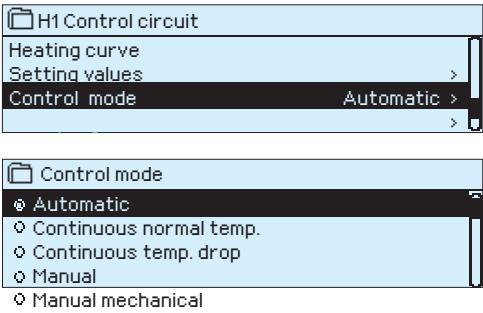 H1 Control circuit
Heating curve
Setting values >
Control mode Automatic >
>
Control mode
Automatic
Continuous normal temp.
Continuous temp. drop
Manual
Manual mechanical